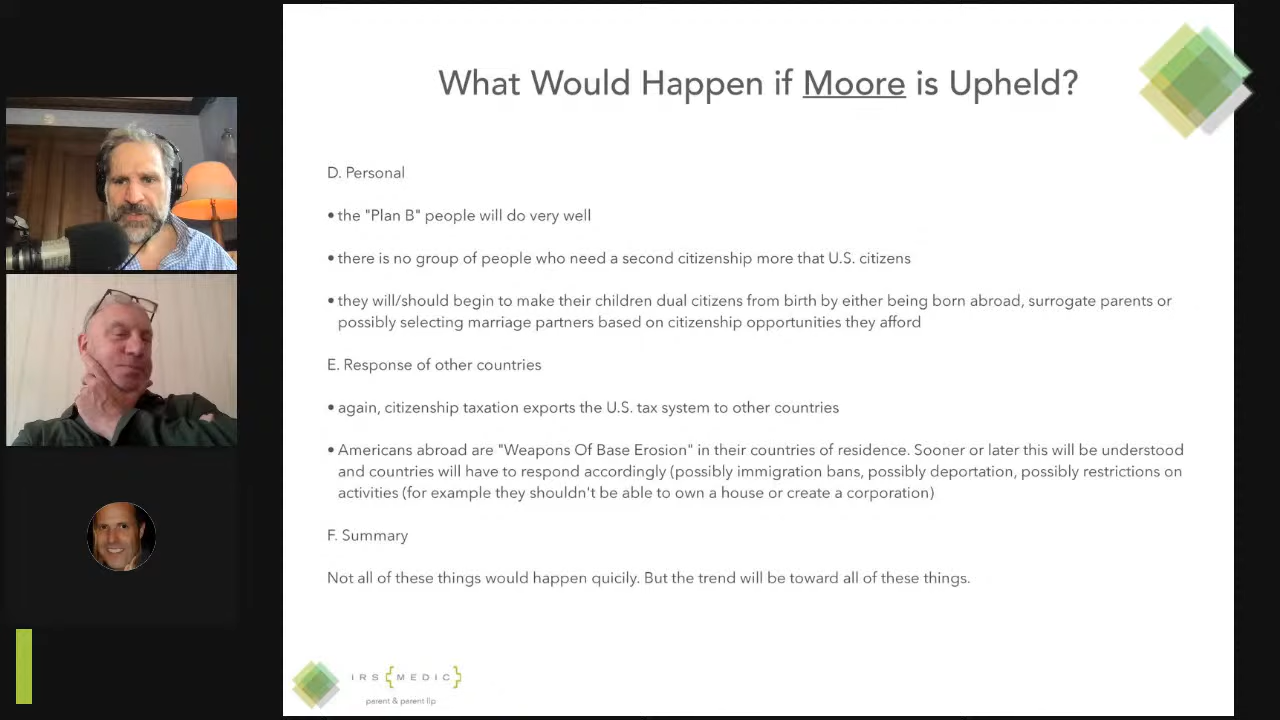 What Would Happen if Moore is Upheld?
D. Personal
• the "Plan B" people will do very well
• there is no group of people who need a second citizenship more that U.S. citizens
• they will/should begin to make their children dual citizens from birth by either being born abroad, surrogate parents or
possibly selecting marriage partners based on citizenship opportunities they afford
E. Response of other countries
• again, citizenship taxation exports the U.S. tax system to other countries
• Americans abroad are "Weapons Of Base Erosion" in their countries of residence. Sooner or later this will be understood
and countries will have to respond accordingly (possibly immigration bans, possibly deportation, possibly restrictions on
activities (for example they shouldn't be able to own a house or create a corporation)
F. Summary
Not all of these things would happen quicily. But the trend will be toward all of these things.
IRS{MEDIC}
parent & parent llp